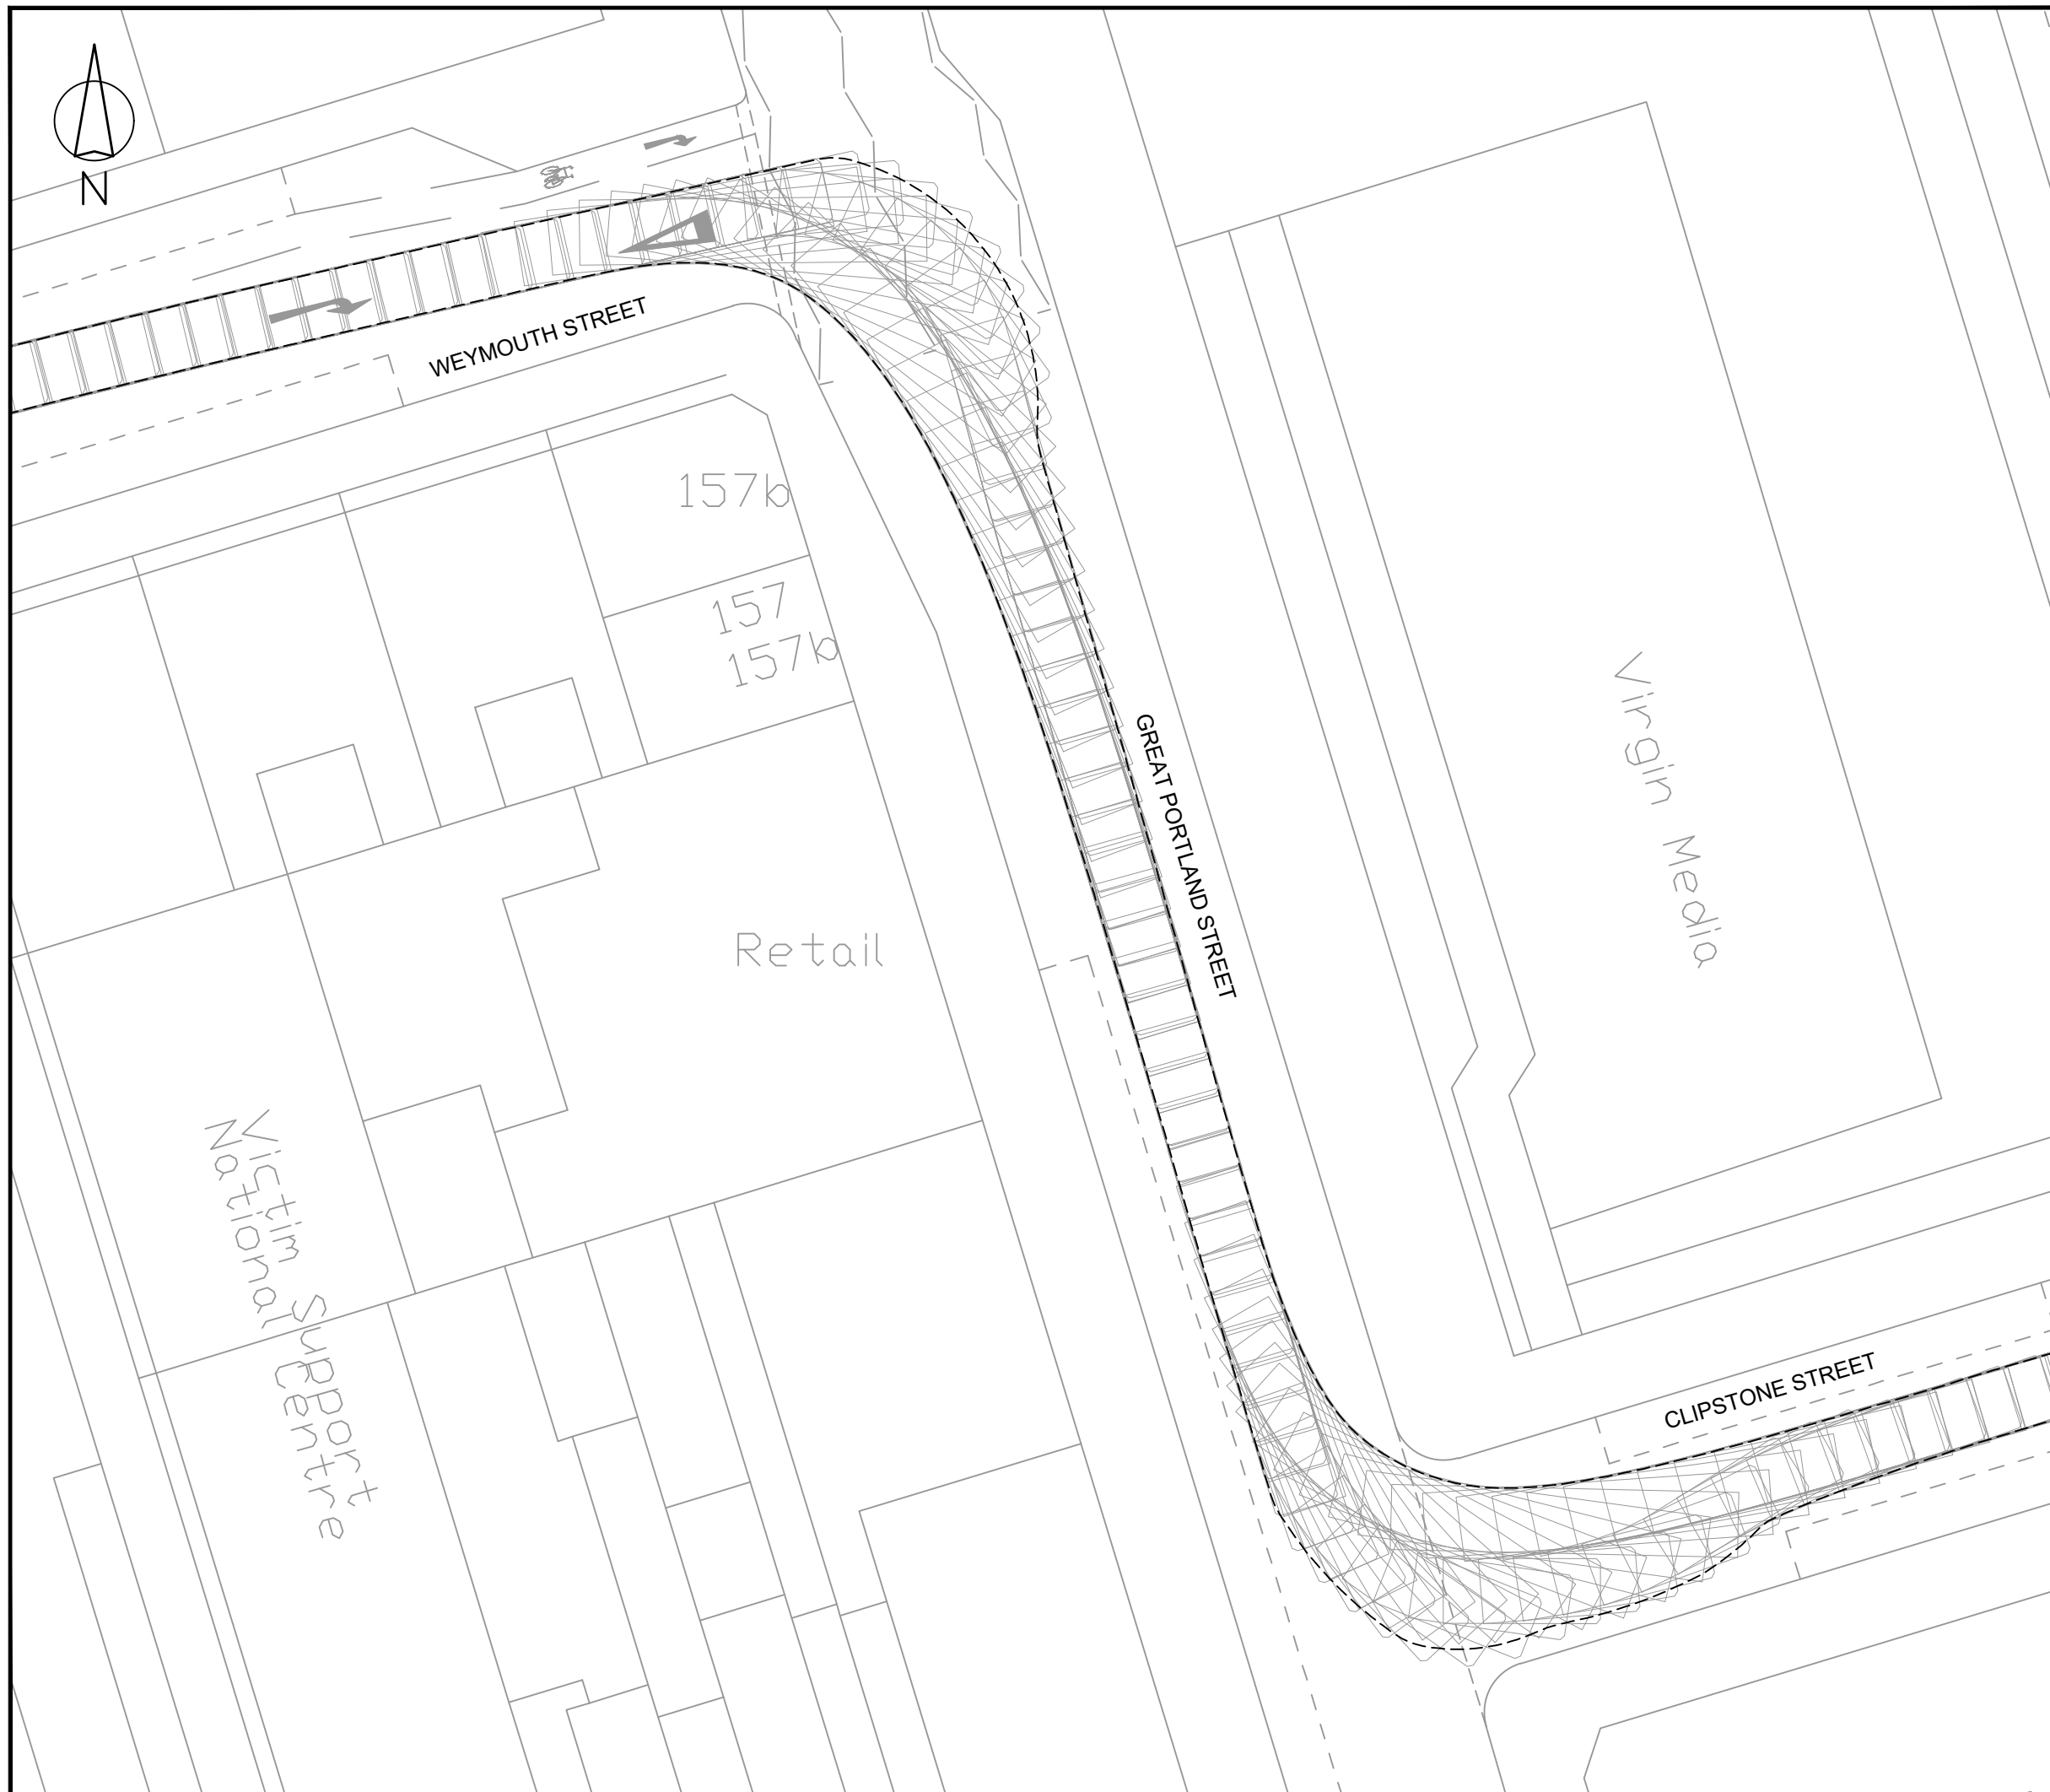 N
WEYMOUTH STREET
157b
157
157b
GREAT PORTLAND STREET
Virgin Media
Retail
Victim Support
National Centre
CLIPSTONE STREET